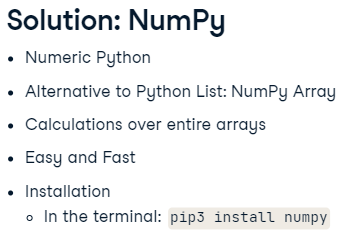 Solution: NumPy
• Numeric Python
• Alternative to Python List: NumPy Array
• Calculations over entire arrays
• Easy and Fast
• Installation
◦ In the terminal: pip3 install numpy